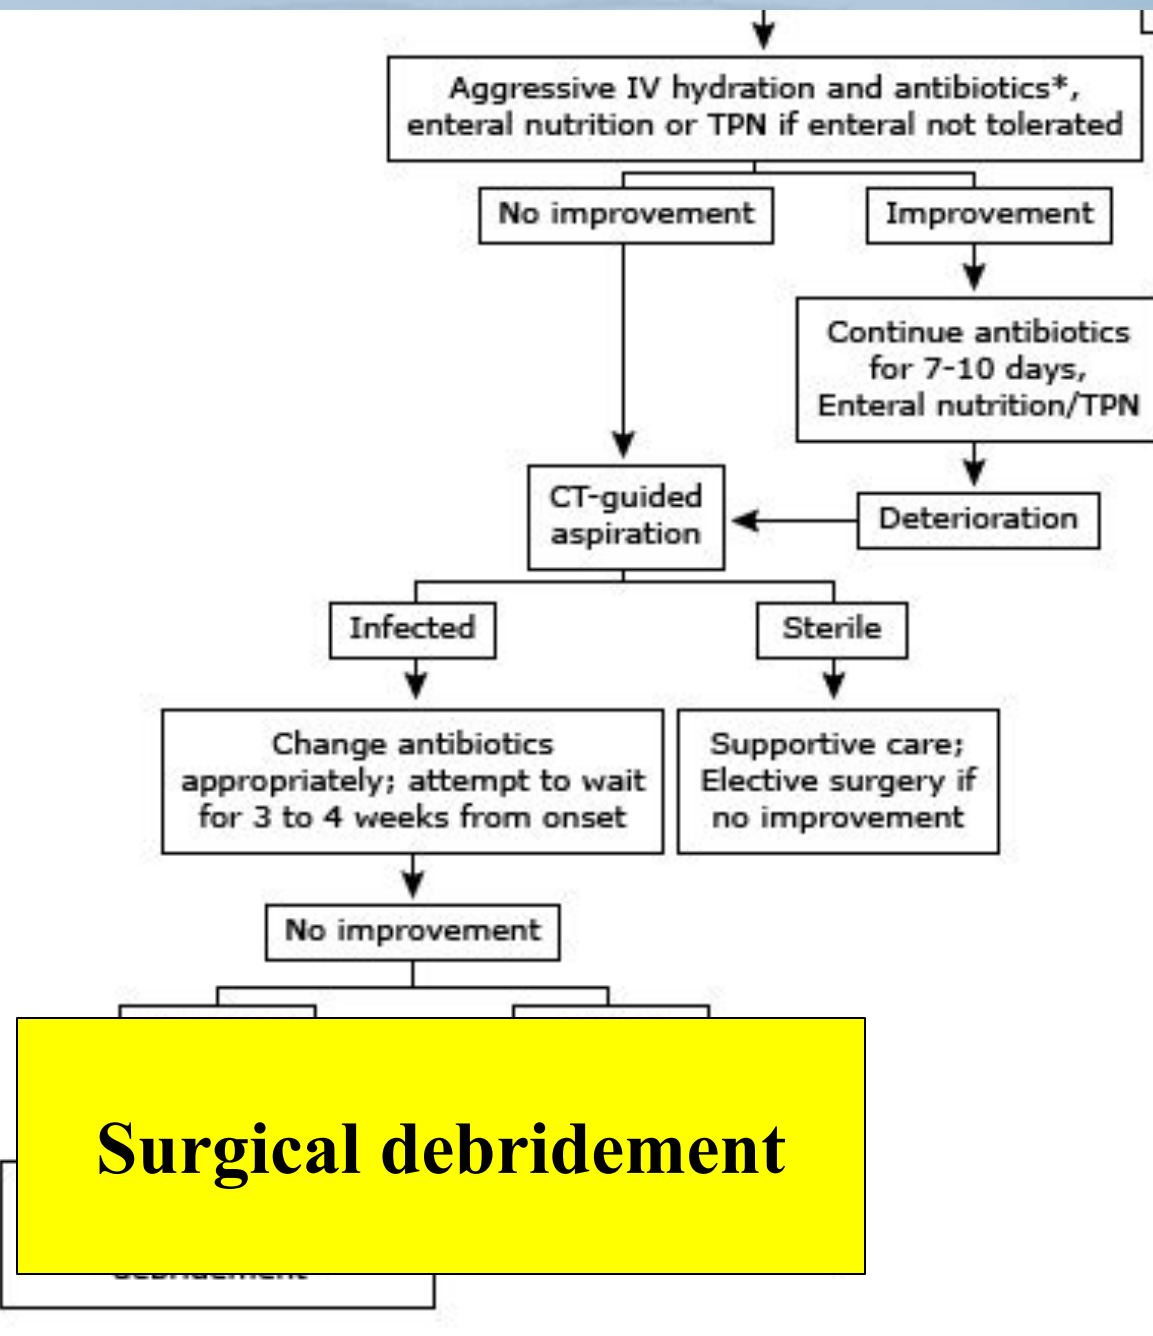 Aggressive IV hydration and antibiotics*,
enteral nutrition or TPN if enteral not tolerated
No improvement
Improvement
Continue antibiotics
for 7-10 days,
Enteral nutrition/TPN
CT-guided
aspiration
Deterioration
Infected
Sterile
Change antibiotics
appropriately; attempt to wait
for 3 to 4 weeks from onset
Supportive care;
Elective surgery if
no improvement
No improvement
Surgical debridement
debridement